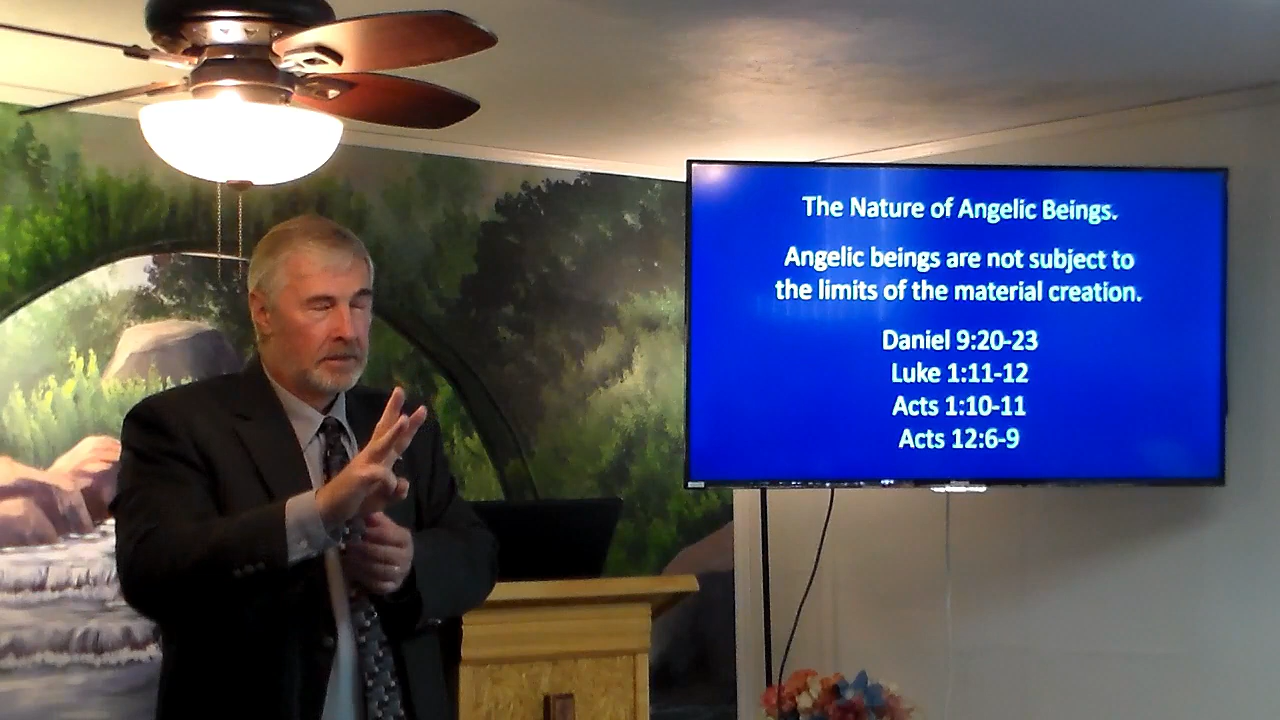 The Nature of Angelic Beings.
Angelic beings are not subject to
the limits of the material creation.
Daniel 9:20-23
Luke 1:11-12
Acts 1:10-11
Acts 12:6-9